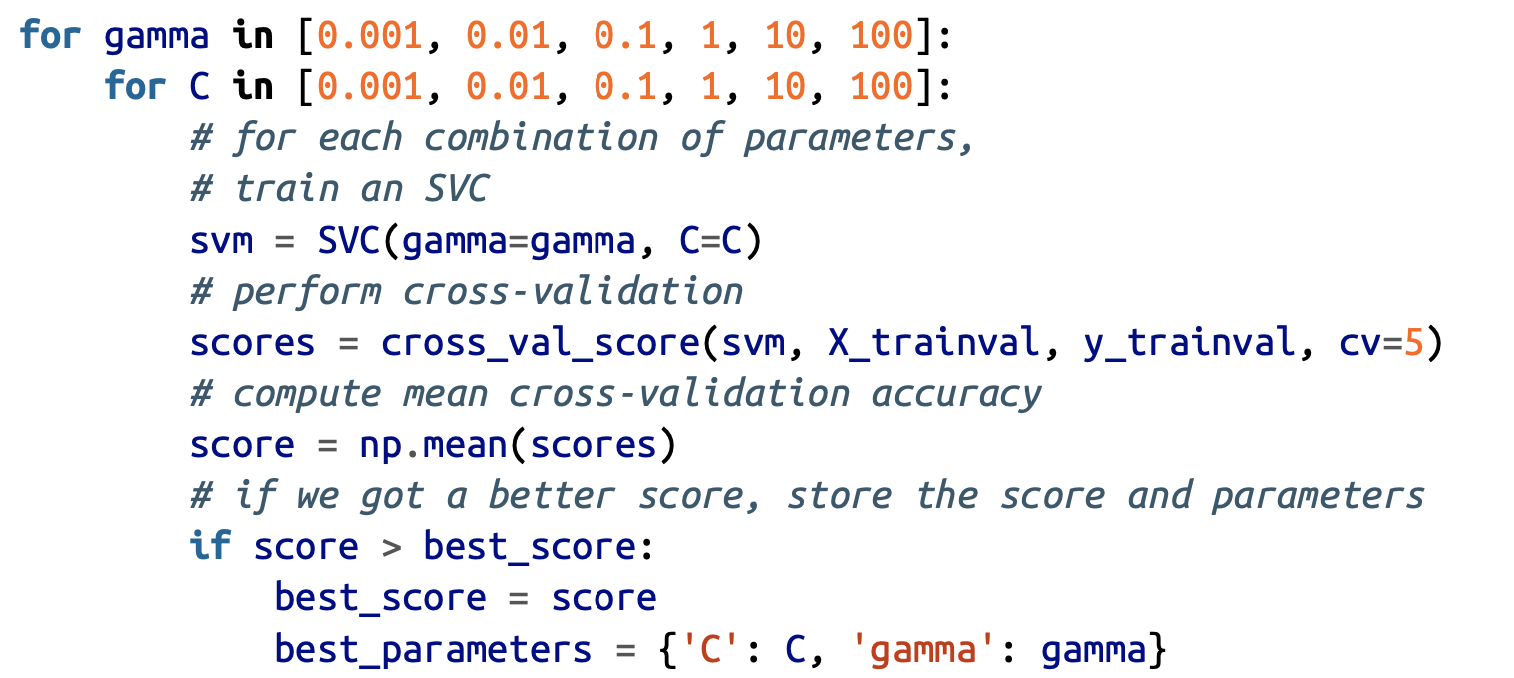 for gamma in [0.001, 0.01, 0.1, 1, 10, 100]:
    for C in [0.001, 0.01, 0.1, 1, 10, 100]:
        # for each combination of parameters,
        # train an SVC
        svm = SVC(gamma=gamma, C=C)
        # perform cross-validation
        scores = cross_val_score(svm, X_trainval, y_trainval, cv=5)
        # compute mean cross-validation accuracy
        score = np.mean(scores)
        # if we got a better score, store the score and parameters
        if score > best_score:
            best_score = score
            best_parameters = {'C': C, 'gamma': gamma}